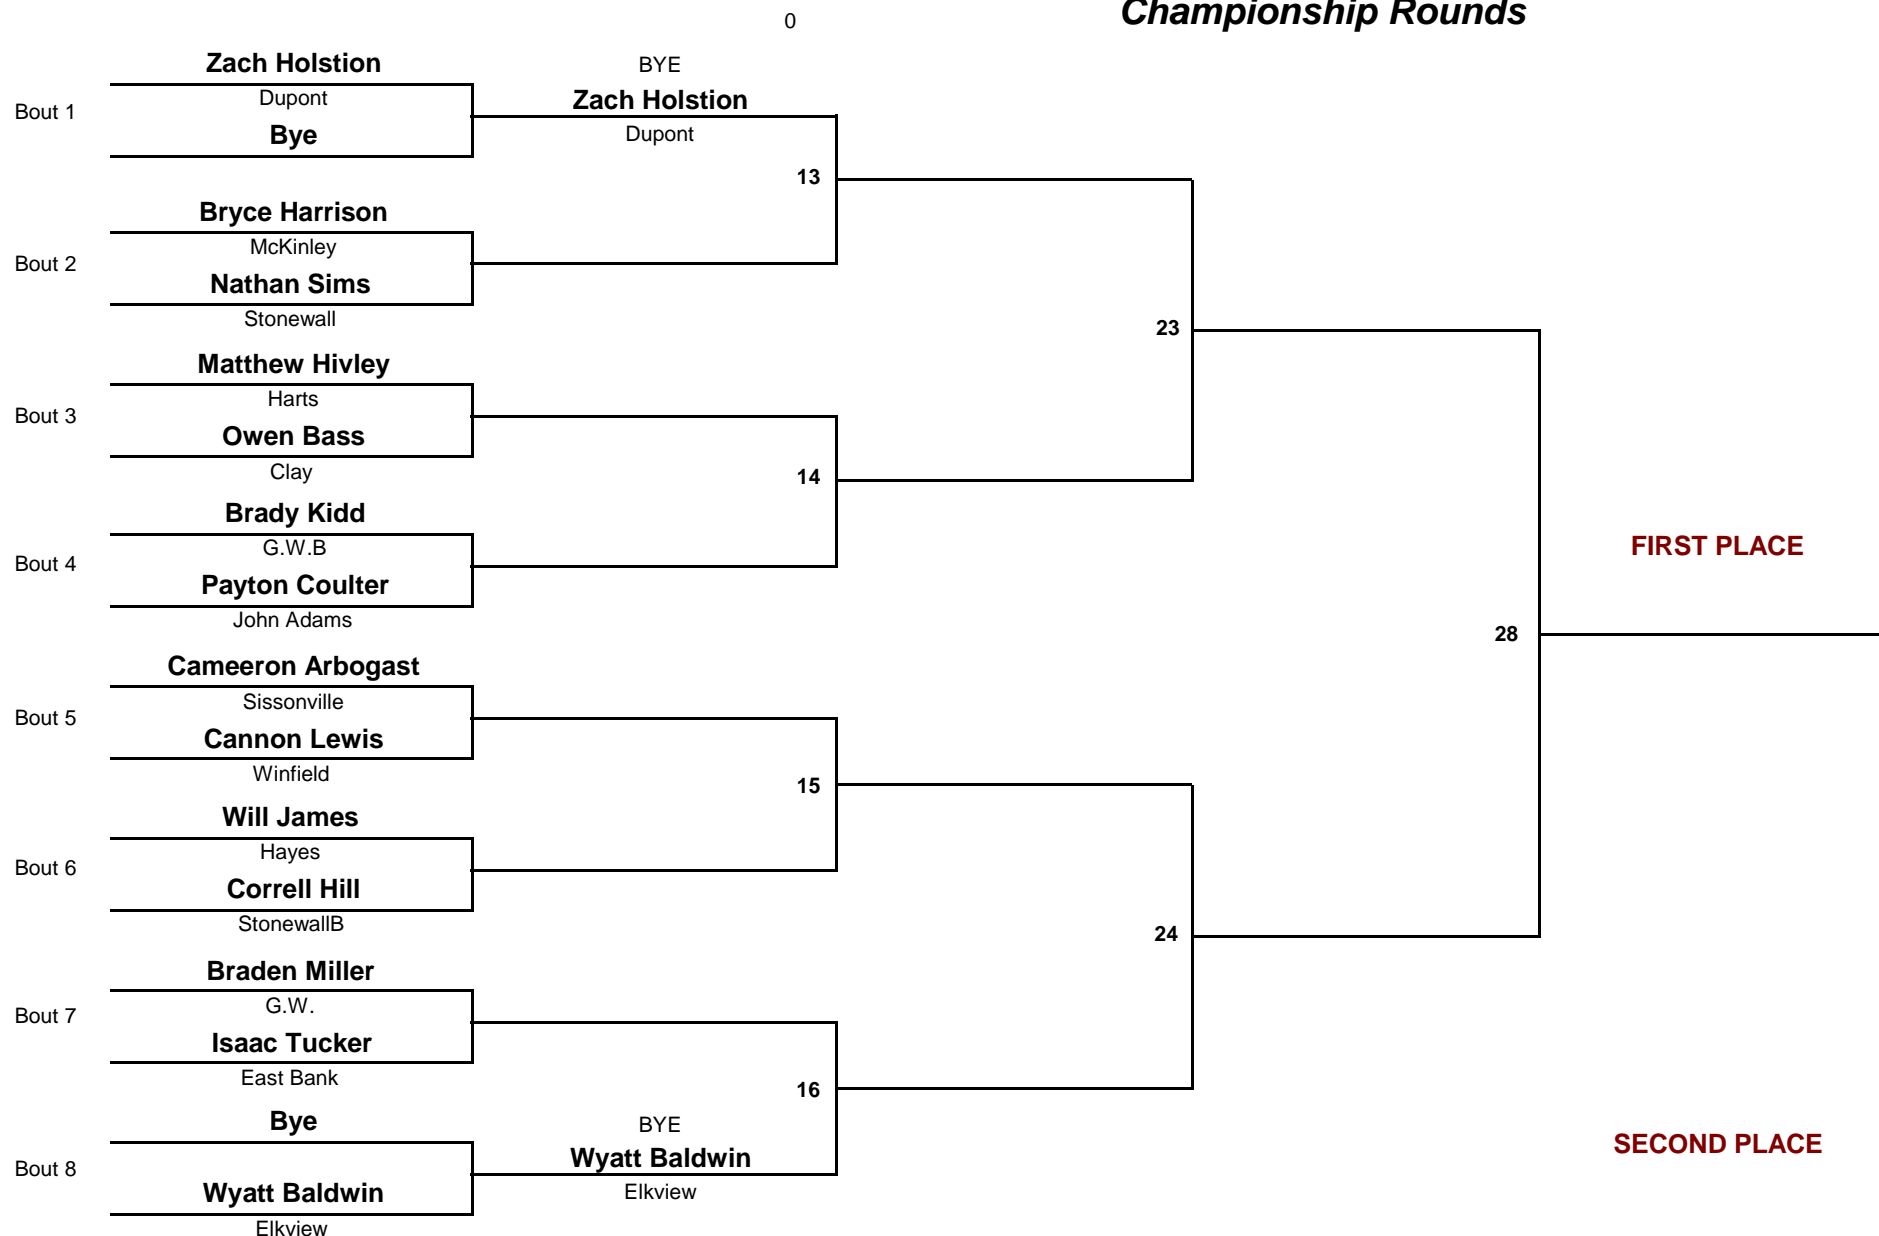 Championship Rounds
0
Zach Holstion
BYE
Bout 1
Dupont
Zach Holstion
Bye
Dupont
13
Bryce Harrison
Bout 2
McKinley
Nathan Sims
Stonewall
23
Matthew Hivley
Bout 3
Harts
Owen Bass
Clay
14
Brady Kidd
Bout 4
G.W.B
FIRST PLACE
Payton Coulter
John Adams
28
Cameeron Arbogast
Bout 5
Sissonville
Cannon Lewis
Winfield
15
Will James
Bout 6
Hayes
Correll Hill
StonewallB
24
Braden Miller
Bout 7
G.W.
Isaac Tucker
East Bank
16
Bye
BYE
SECOND PLACE
Bout 8
Wyatt Baldwin
Wyatt Baldwin
Elkview
Elkview